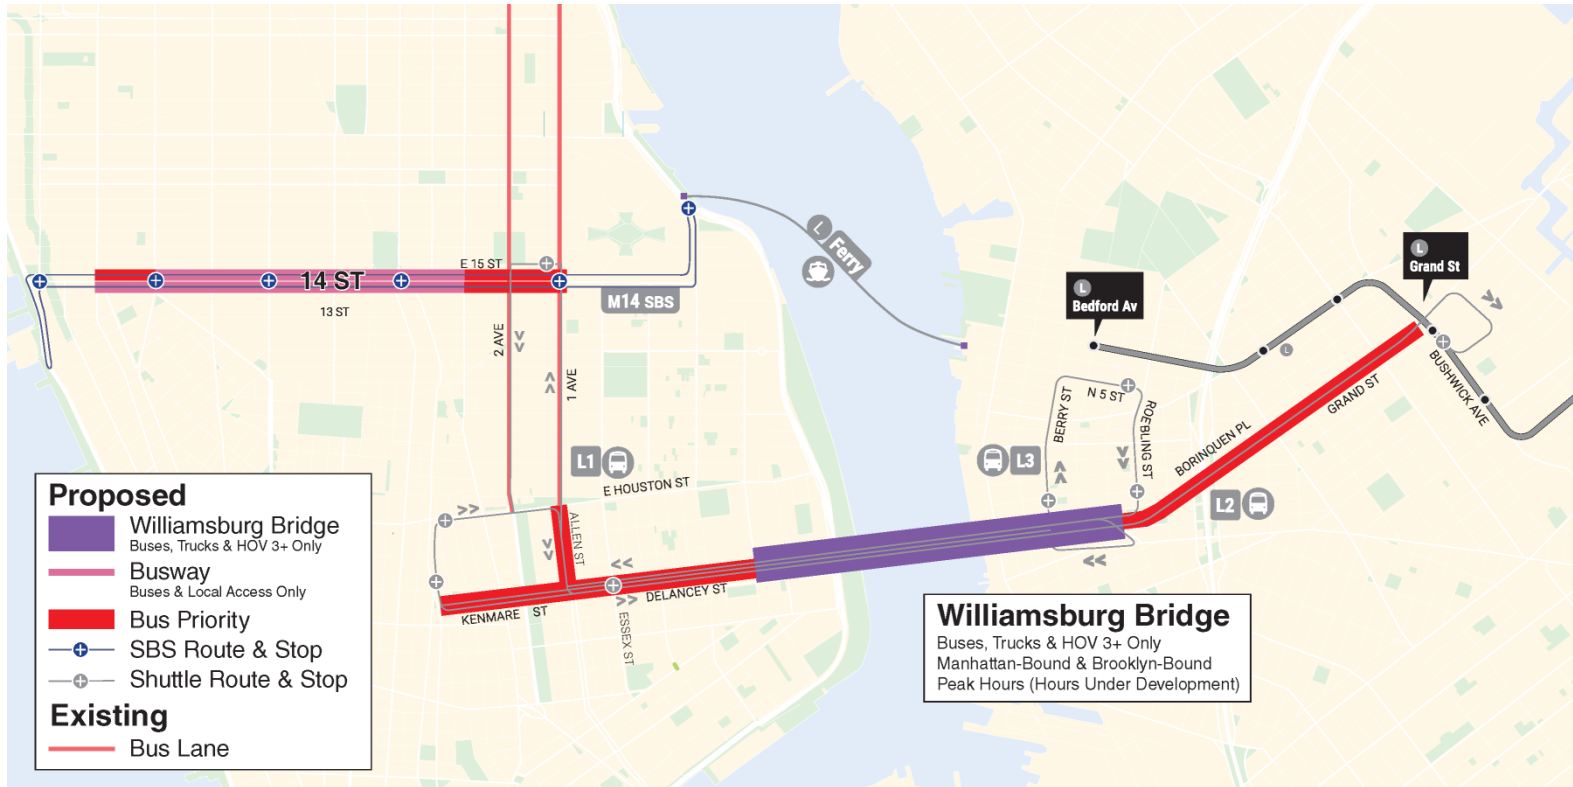 E 15 ST
14 ST
13 ST
M14 SBS
2 AVE
1 AVE
L Ferry
L
Bedford Av
L
Grand St
L
L1
E HOUSTON ST
ALLEN ST
KENMARE ST
DELANCEY ST
ESSEX ST
L3
BERRY ST
N 5 ST
ROEBLING ST
BORINQUEN PL
GRAND ST
BUSHWICK AVE
L2
Proposed
Williamsburg Bridge
Buses, Trucks & HOV 3+ Only
Busway
Buses & Local Access Only
Bus Priority
SBS Route & Stop
Shuttle Route & Stop
Existing
Bus Lane
Williamsburg Bridge
Buses, Trucks & HOV 3+ Only
Manhattan-Bound & Brooklyn-Bound
Peak Hours (Hours Under Development)